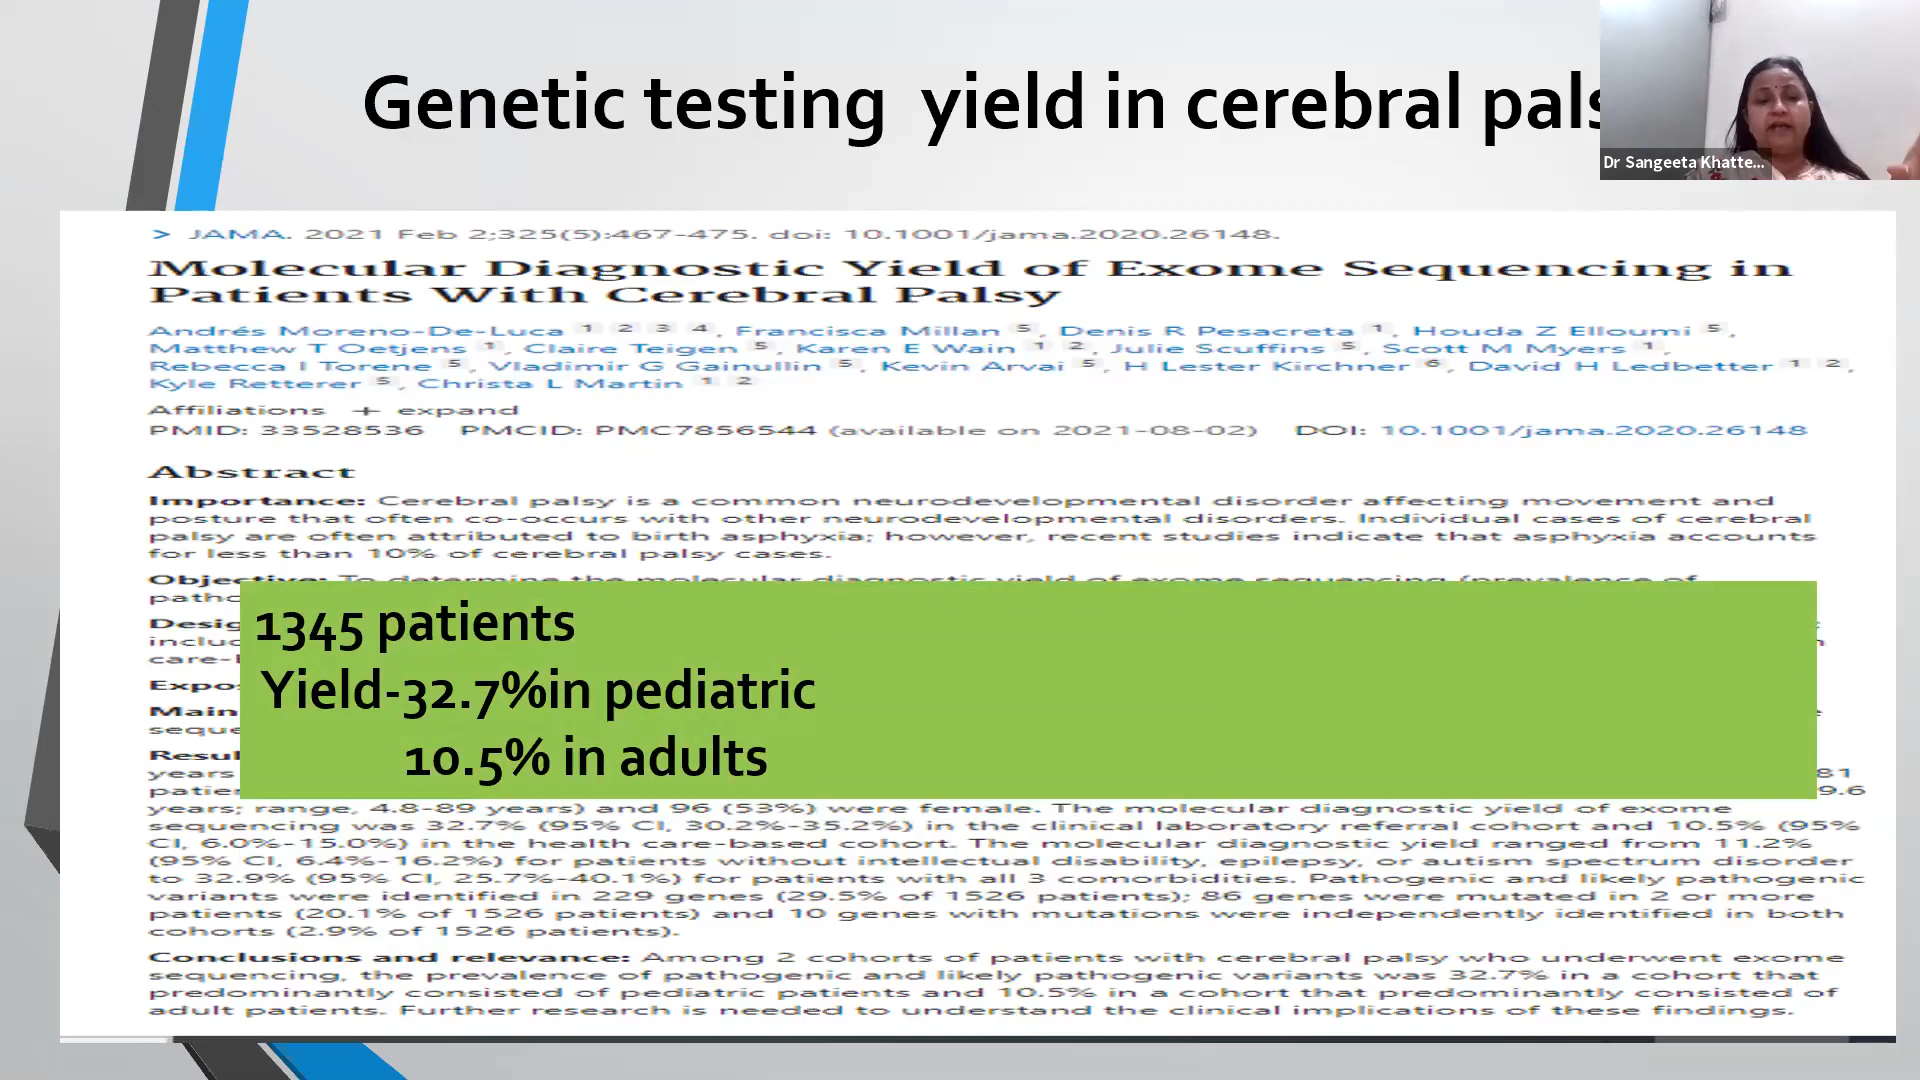 Genetic testing yield in cerebral pals
Dr Sangeeta Khatte...
> JAMA. 2021 Feb 2;325(5):467-475. doi: 10.1001/jama.2020.26148.
Molecular Diagnostic Yield of Exome Sequencing in
Patients With Cerebral Palsy
Andrés Moreno-De-Luca 1 2 3 4, Francisca Millan 5, Denis R Pesacreta 1, Houda Z Elloumi 5,
Matthew T Oetjens 1, Claire Teigen 5, Karen E Wain 1 2, Julie Scuffins 5, Scott M Myers 1,
Rebecca I Torene 5, Vladimir G Gainullin 5, Kevin Arvai 5, H Lester Kirchner 6, David H Ledbetter 1 2,
Kyle Retterer 5, Christa L Martin 1 2
Affiliations + expand
PMID: 33528536 PMCID: PMC7856544 (available on 2021-08-02) DOI: 10.1001/jama.2020.26148
Abstract
Importance: Cerebral palsy is a common neurodevelopmental disorder affecting movement and
posture that often co-occurs with other neurodevelopmental disorders. Individual cases of cerebral
palsy are often attributed to birth asphyxia; however, recent studies indicate that asphyxia accounts
for less than 10% of cerebral palsy cases.
Objective: To determine the molecular diagnostic yield of exome sequencing (prevalence of
1345 patients
Yield-32.7%in pediatric
10.5% in adults
years
years; range, 4.8-89 years) and 96 (53%) were female. The molecular diagnostic yield of exome
sequencing was 32.7% (95% CI, 30.2%-35.2%) in the clinical laboratory referral cohort and 10.5% (95%
CI, 6.0%-15.0%) in the health care-based cohort. The molecular diagnostic yield ranged from 11.2%
(95% CI, 6.4%-16.2%) for patients without intellectual disability, epilepsy, or autism spectrum disorder
to 32.9% (95% CI, 25.7%-40.1%) for patients with all 3 comorbidities. Pathogenic and likely pathogenic
variants were identified in 229 genes (29.5% of 1526 patients); 86 genes were mutated in 2 or more
patients (20.1% of 1526 patients) and 10 genes with mutations were independently identified in both
cohorts (2.9% of 1526 patients).
Conclusions and relevance: Among 2 cohorts of patients with cerebral palsy who underwent exome
sequencing, the prevalence of pathogenic and likely pathogenic variants was 32.7% in a cohort that
predominantly consisted of pediatric patients and 10.5% in a cohort that predominantly consisted of
adult patients. Further research is needed to understand the clinical implications of these findings.